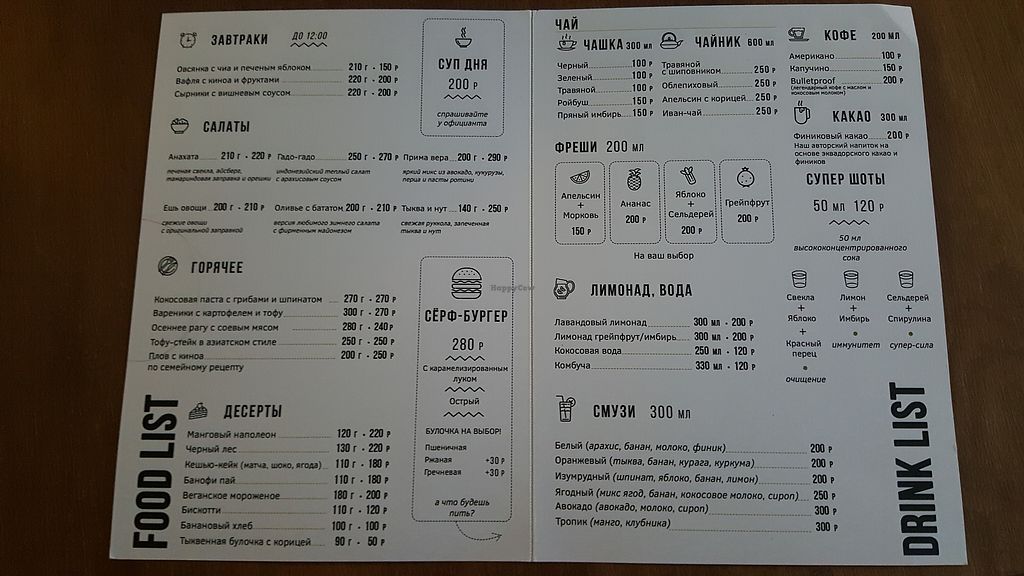 ЗАВТРАКИ ДО 12:00
Овсянка с чиа и печеным яблоком 210 г - 150 Р
Вафля с киноа и фруктами 220 г - 200 Р
Сырники с вишневым соусом 220 г - 200 Р
СУП ДНЯ
200 Р
спрашивайте
у официанта
САЛАТЫ
Анахата 210 г - 220 Р
печеная свекла, айсберг,
тамариндовая заправка и орешки
Гадо-гадо 250 г - 270 Р
индонезийский теплый салат
с арахисовым соусом
Прима вера 200 г - 290 Р
яркий микс из авокадо, кукурузы,
перца и пасты ротини
Ешь овощи 200 г - 210 Р
свежие овощи
с оригинальной заправкой
Оливье с бататом 200 г - 210 Р
версия любимого зимнего салата
с фирменным майонезом
Тыква и нут 140 г - 250 Р
свежая руккола, запеченная
тыква и нут
ГОРЯЧЕЕ
Кокосовая паста с грибами и шпинатом 270 г - 270 Р
Вареники с картофелем и тофу 300 г - 270 Р
Осеннее рагу с соевым мясом 280 г - 240 Р
Тофу-стейк в азиатском стиле 250 г - 250 Р
Плов с киноа 200 г - 250 Р
по семейному рецепту
СЁРФ-БУРГЕР
280 Р
С карамелизированным
луком
Острый
БУЛОЧКА НА ВЫБОР!
Пшеничная
Ржаная +30 Р
Гречневая +30 Р
а что будешь
пить?
ДЕСЕРТЫ
Манговый наполеон 120 г - 220 Р
Черный лес 130 г - 220 Р
Кешью-кейк (матча, шоко, ягода) 110 г - 180 Р
Банофи пай 110 г - 180 Р
Веганское мороженое 180 г - 200 Р
Бискотти 110 г - 120 Р
Банановый хлеб 100 г - 100 Р
Тыквенная булочка с корицей 90 г - 50 Р
FOOD LIST
HappyCow
ЧАЙ
ЧАШКА 300 мл
Черный 100 Р
Зеленый 100 Р
Травяной 100 Р
Ройбуш 150 Р
Пряный имбирь 150 Р
ЧАЙНИК 600 мл
Травяной
с шиповником 250 Р
Облепиховый 250 Р
Апельсин с корицей 250 Р
Иван-чай 250 Р
КОФЕ 200 МЛ
Американо 100 Р
Капучино 150 Р
Bulletproof 200 Р
(легендарный кофе с маслом и
кокосовым молоком)
КАКАО 300 мл
Финиковый какао 200 Р
Наш авторский напиток на
основе эквадорского какао и
фиников
ФРЕШИ 200 МЛ
Апельсин
+
Морковь
150 Р
Ананас
200 Р
Яблоко
+
Сельдерей
200 Р
Грейпфрут
200 Р
На ваш выбор
СУПЕР ШОТЫ
50 мл 120 Р
50 мл
высококонцентрированного
сока
Свекла
+
Яблоко
+
Красный
перец
очищение
Лимон
+
Имбирь
иммунитет
Сельдерей
+
Спирулина
супер-сила
ЛИМОНАД, ВОДА
Лавандовый лимонад 300 мл - 200 Р
Лимонад грейпфрут/имбирь 300 мл - 200 Р
Кокосовая вода 250 мл - 120 Р
Комбуча 330 мл - 120 Р
СМУЗИ 300 МЛ
Белый (арахис, банан, молоко, финик) 200 Р
Оранжевый (тыква, банан, курага, куркума) 200 Р
Изумрудный (шпинат, яблоко, банан, лимон) 200 Р
Ягодный (микс ягод, банан, кокосовое молоко, сироп) 250 Р
Авокадо (авокадо, молоко, сироп) 300 Р
Тропик (манго, клубника) 300 Р
DRINK LIST